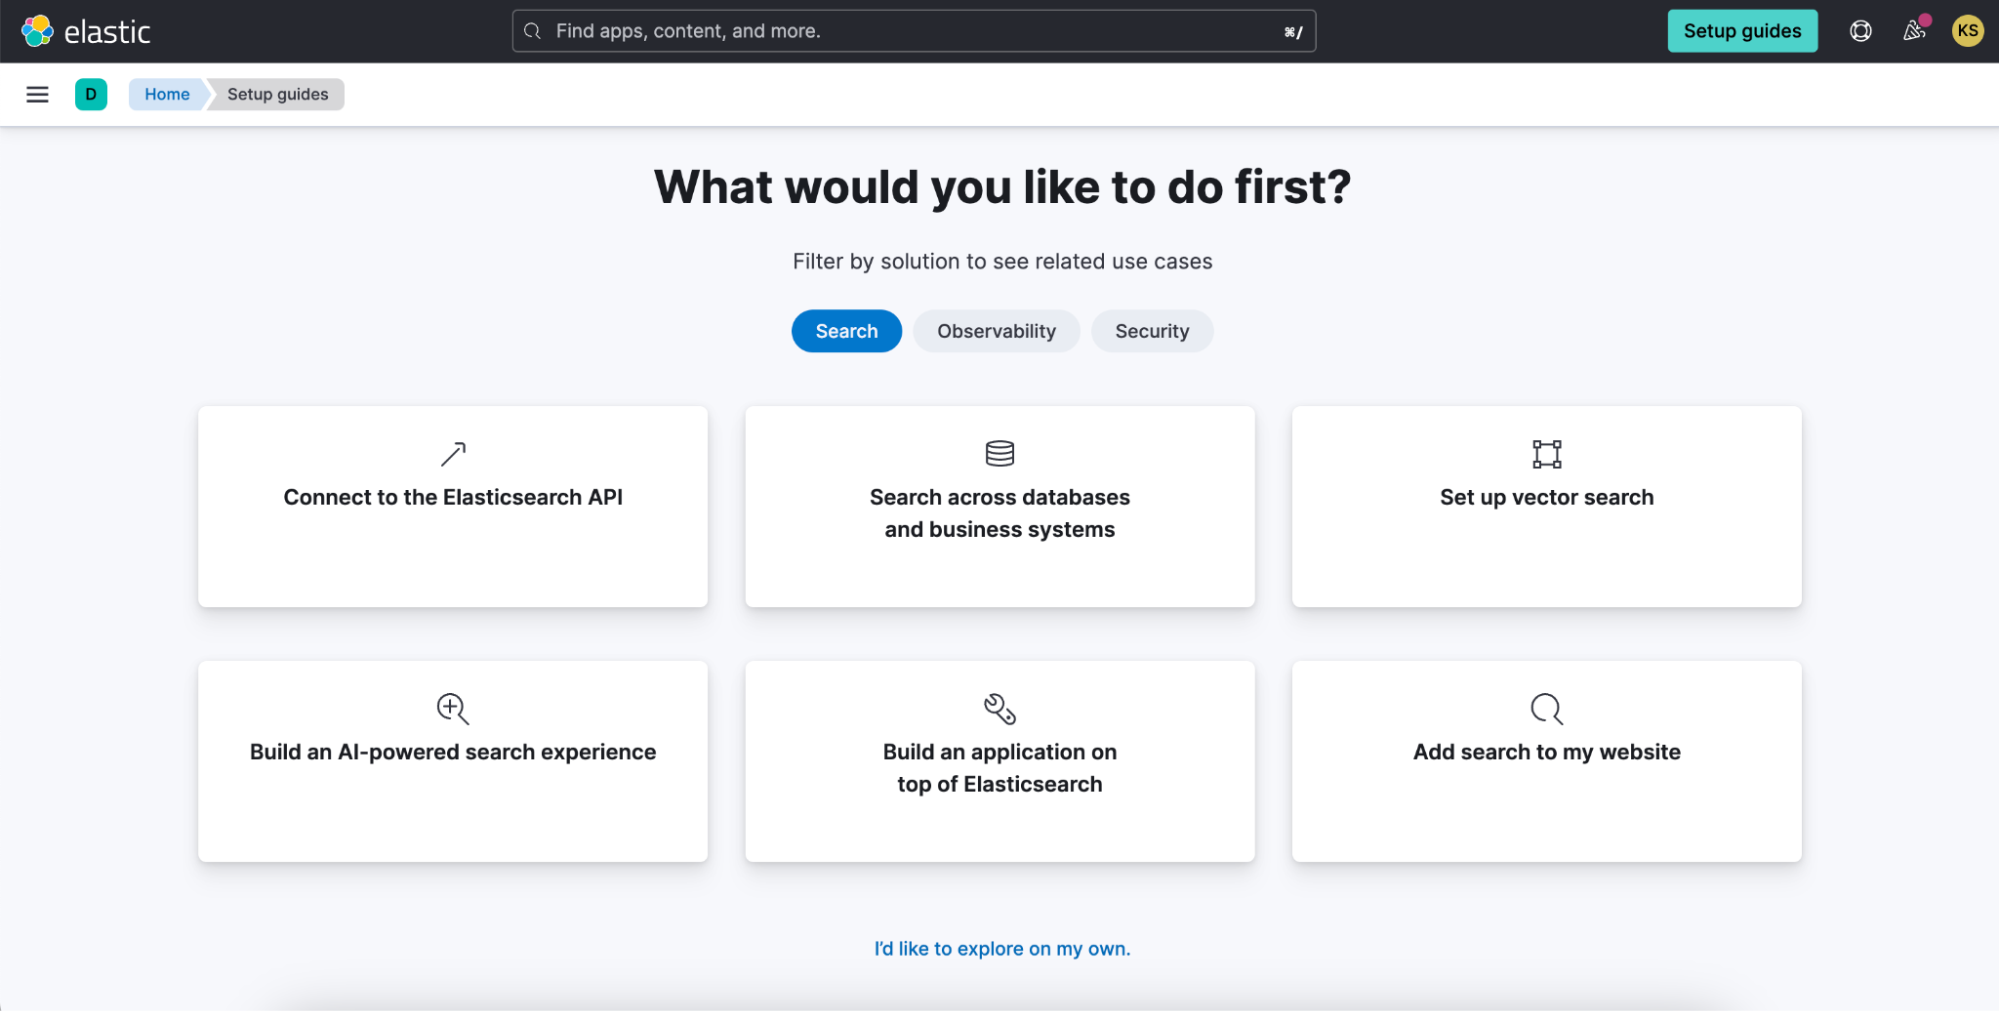 elastic
Find apps, content, and more.
⌘/
Setup guides
KS
D
Home
Setup guides
What would you like to do first?
Filter by solution to see related use cases
Search
Observability
Security
Connect to the Elasticsearch API
Search across databases
and business systems
Set up vector search
Build an AI-powered search experience
Build an application on
top of Elasticsearch
Add search to my website
I’d like to explore on my own.